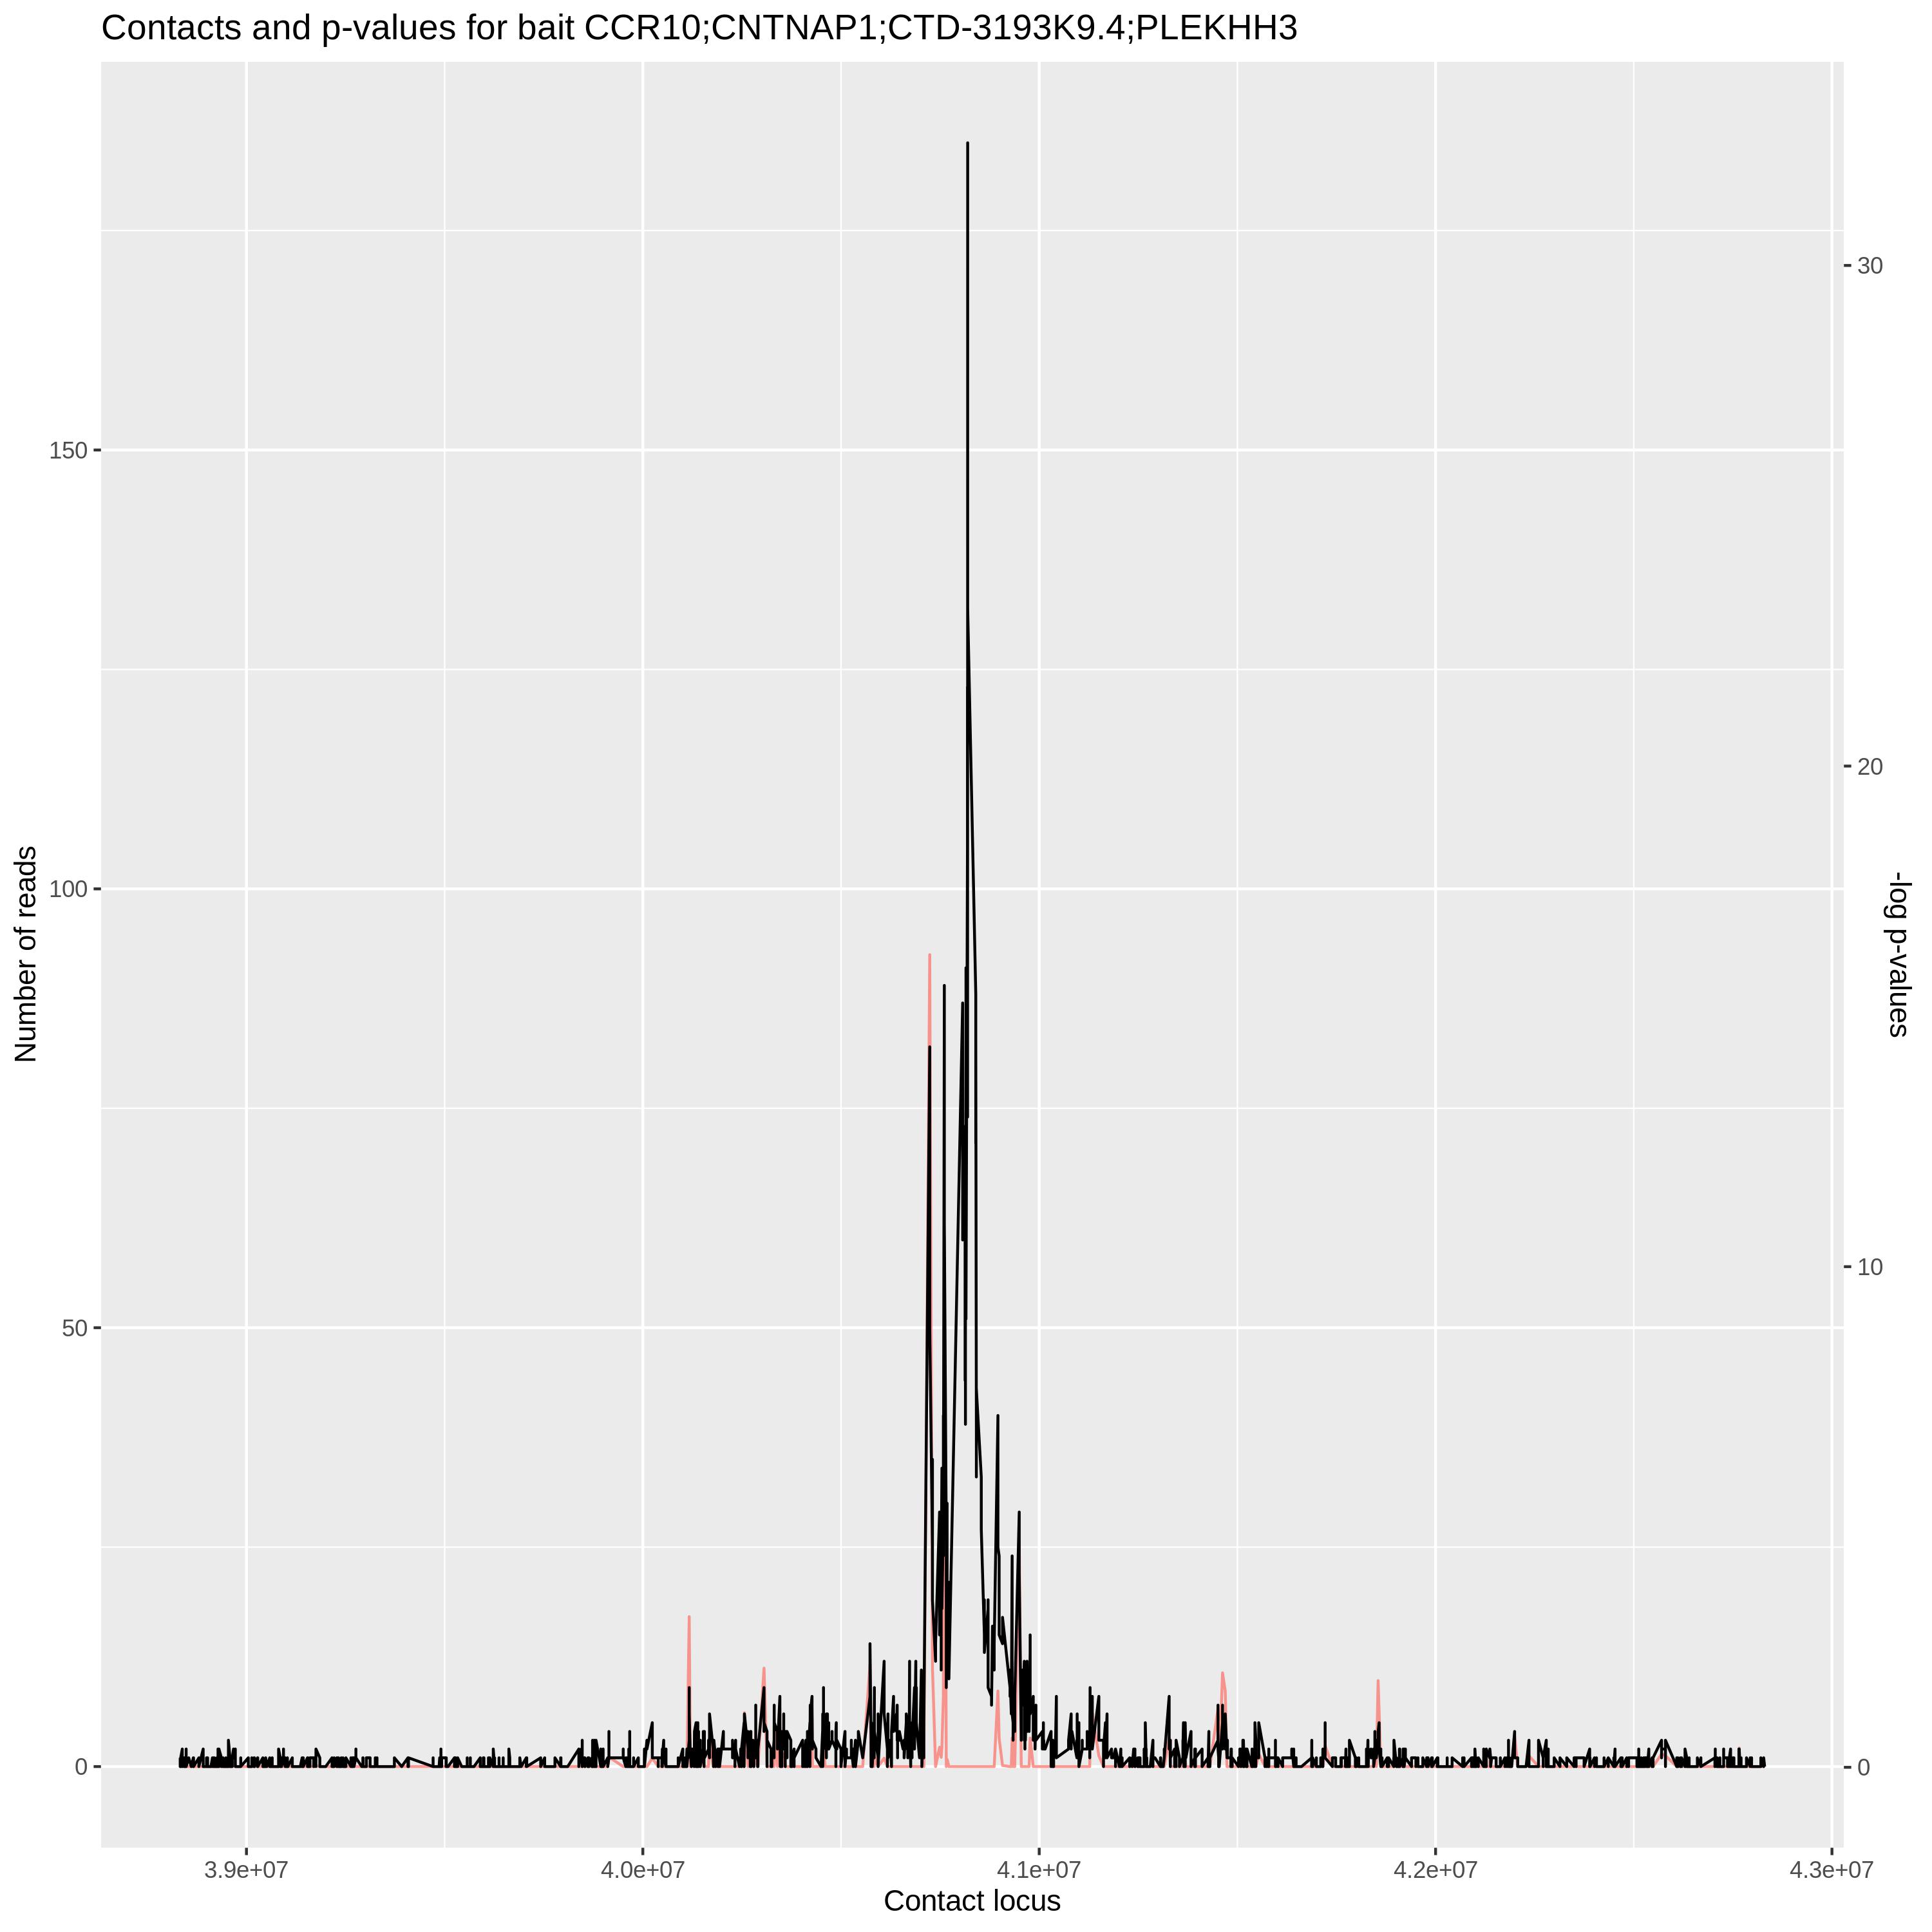 Contacts and p-values for bait CCR10;CNTNAP1;CTD-3193K9.4;PLEKHH3
Number of reads
150
100
50
0
30
20
10
0
-log p-values
3.9e+07
4.0e+07
4.1e+07
4.2e+07
4.3e+07
Contact locus